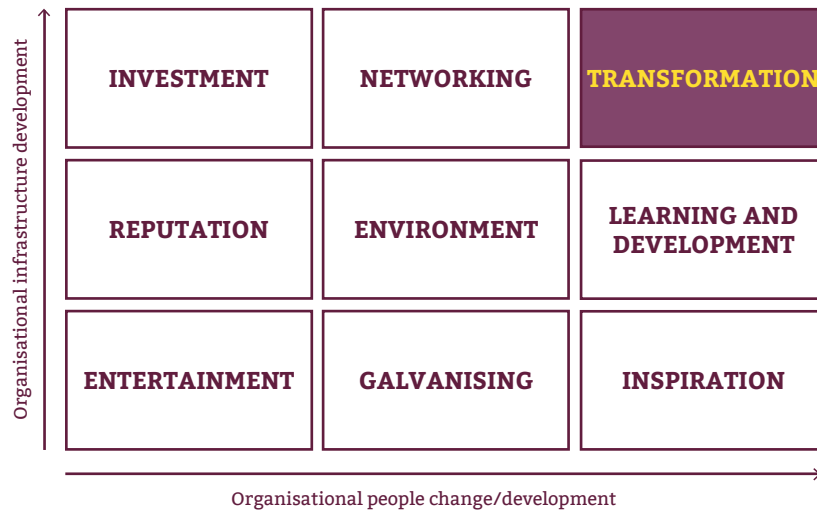 Organisational infrastructure development
INVESTMENT
NETWORKING
TRANSFORMATION
REPUTATION
ENVIRONMENT
LEARNING AND
DEVELOPMENT
ENTERTAINMENT
GALVANISING
INSPIRATION
Organisational people change/development